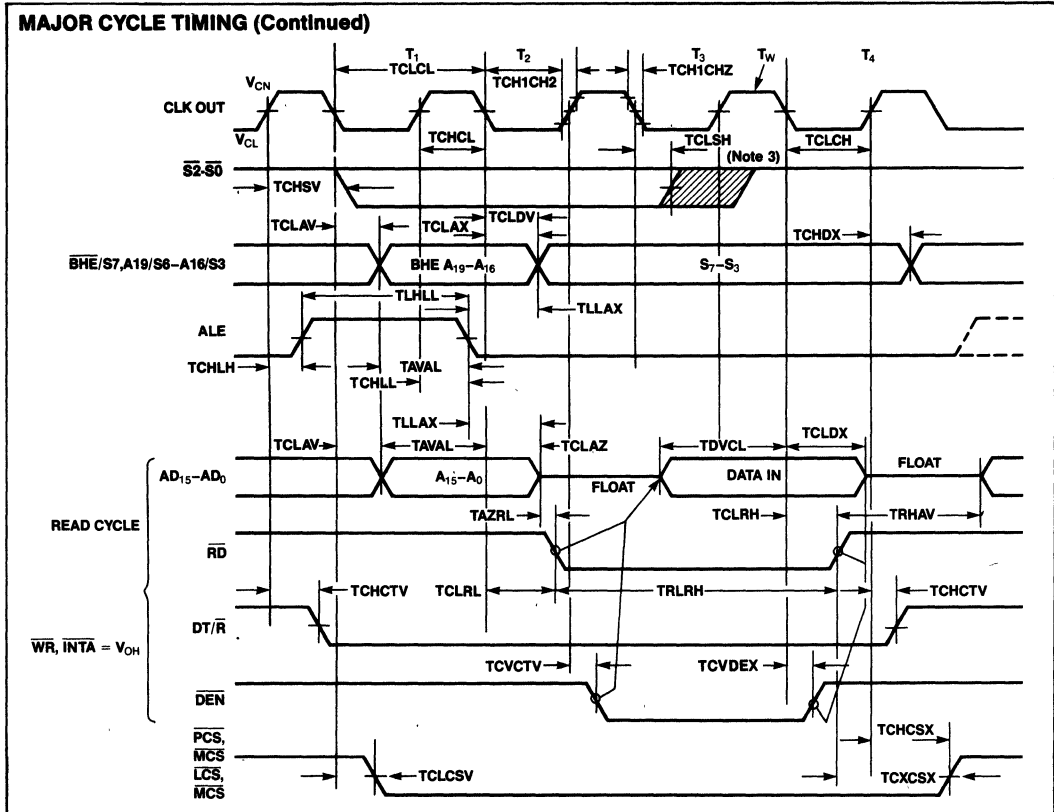 MAJOR CYCLE TIMING (Continued)
T1 T2 T3 TW T4
TCLCL
TCH1CH2 TCH1CHZ
VCN
CLK OUT
VCL
TCHCL TCLSH TCLCH
(Note 3)
S2-S0
TCHSV
TCLAV TCLAX TCLDV TCHDX
BHE/S7,A19/S6–A16/S3 BHE A19–A16 S7–S3
TLHLL
TLLAX
ALE
TCHLH TAVAL
TCHLL
TLLAX
TCLAV TAVAL TCLAZ TDVCL TCLDX
AD15–AD0 A15–A0 FLOAT DATA IN FLOAT
READ CYCLE
TAZRL TCLRH TRHAV
RD
TCHCTV TCLRL TRLRH TCHCTV
DT/R
WR, INTA = VOH
TCVCTV TCVDEX
DEN
TCHCSX
PCS,
MCS
LCS,
MCS
TCLCSV TCXCSX